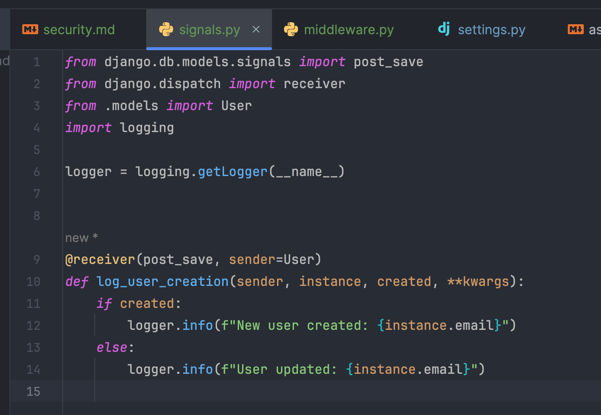 security.md signals.py × middleware.py dj settings.py as
1 from django.db.models.signals import post_save
2 from django.dispatch import receiver
3 from .models import User
4 import logging
5
6 logger = logging.getLogger(__name__)
7
8
new *
9 @receiver(post_save, sender=User)
10 def log_user_creation(sender, instance, created, **kwargs):
11     if created:
12         logger.info(f"New user created: {instance.email}")
13     else:
14         logger.info(f"User updated: {instance.email}")
15